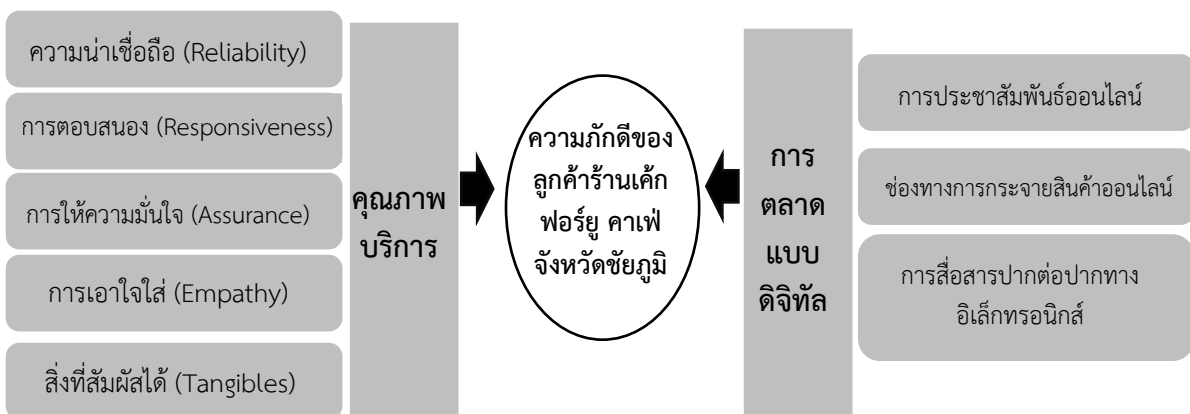 ความน่าเชื่อถือ (Reliability)
การตอบสนอง (Responsiveness)
การให้ความมั่นใจ (Assurance)
การเอาใจใส่ (Empathy)
สิ่งที่สัมผัสได้ (Tangibles)
คุณภาพ
บริการ
ความภักดีของ
ลูกค้าร้านเค้ก
ฟอร์ยู คาเฟ่
จังหวัดชัยภูมิ
การ
ตลาด
แบบ
ดิจิทัล
การประชาสัมพันธ์ออนไลน์
ช่องทางการกระจายสินค้าออนไลน์
การสื่อสารปากต่อปากทาง
อิเล็กทรอนิกส์